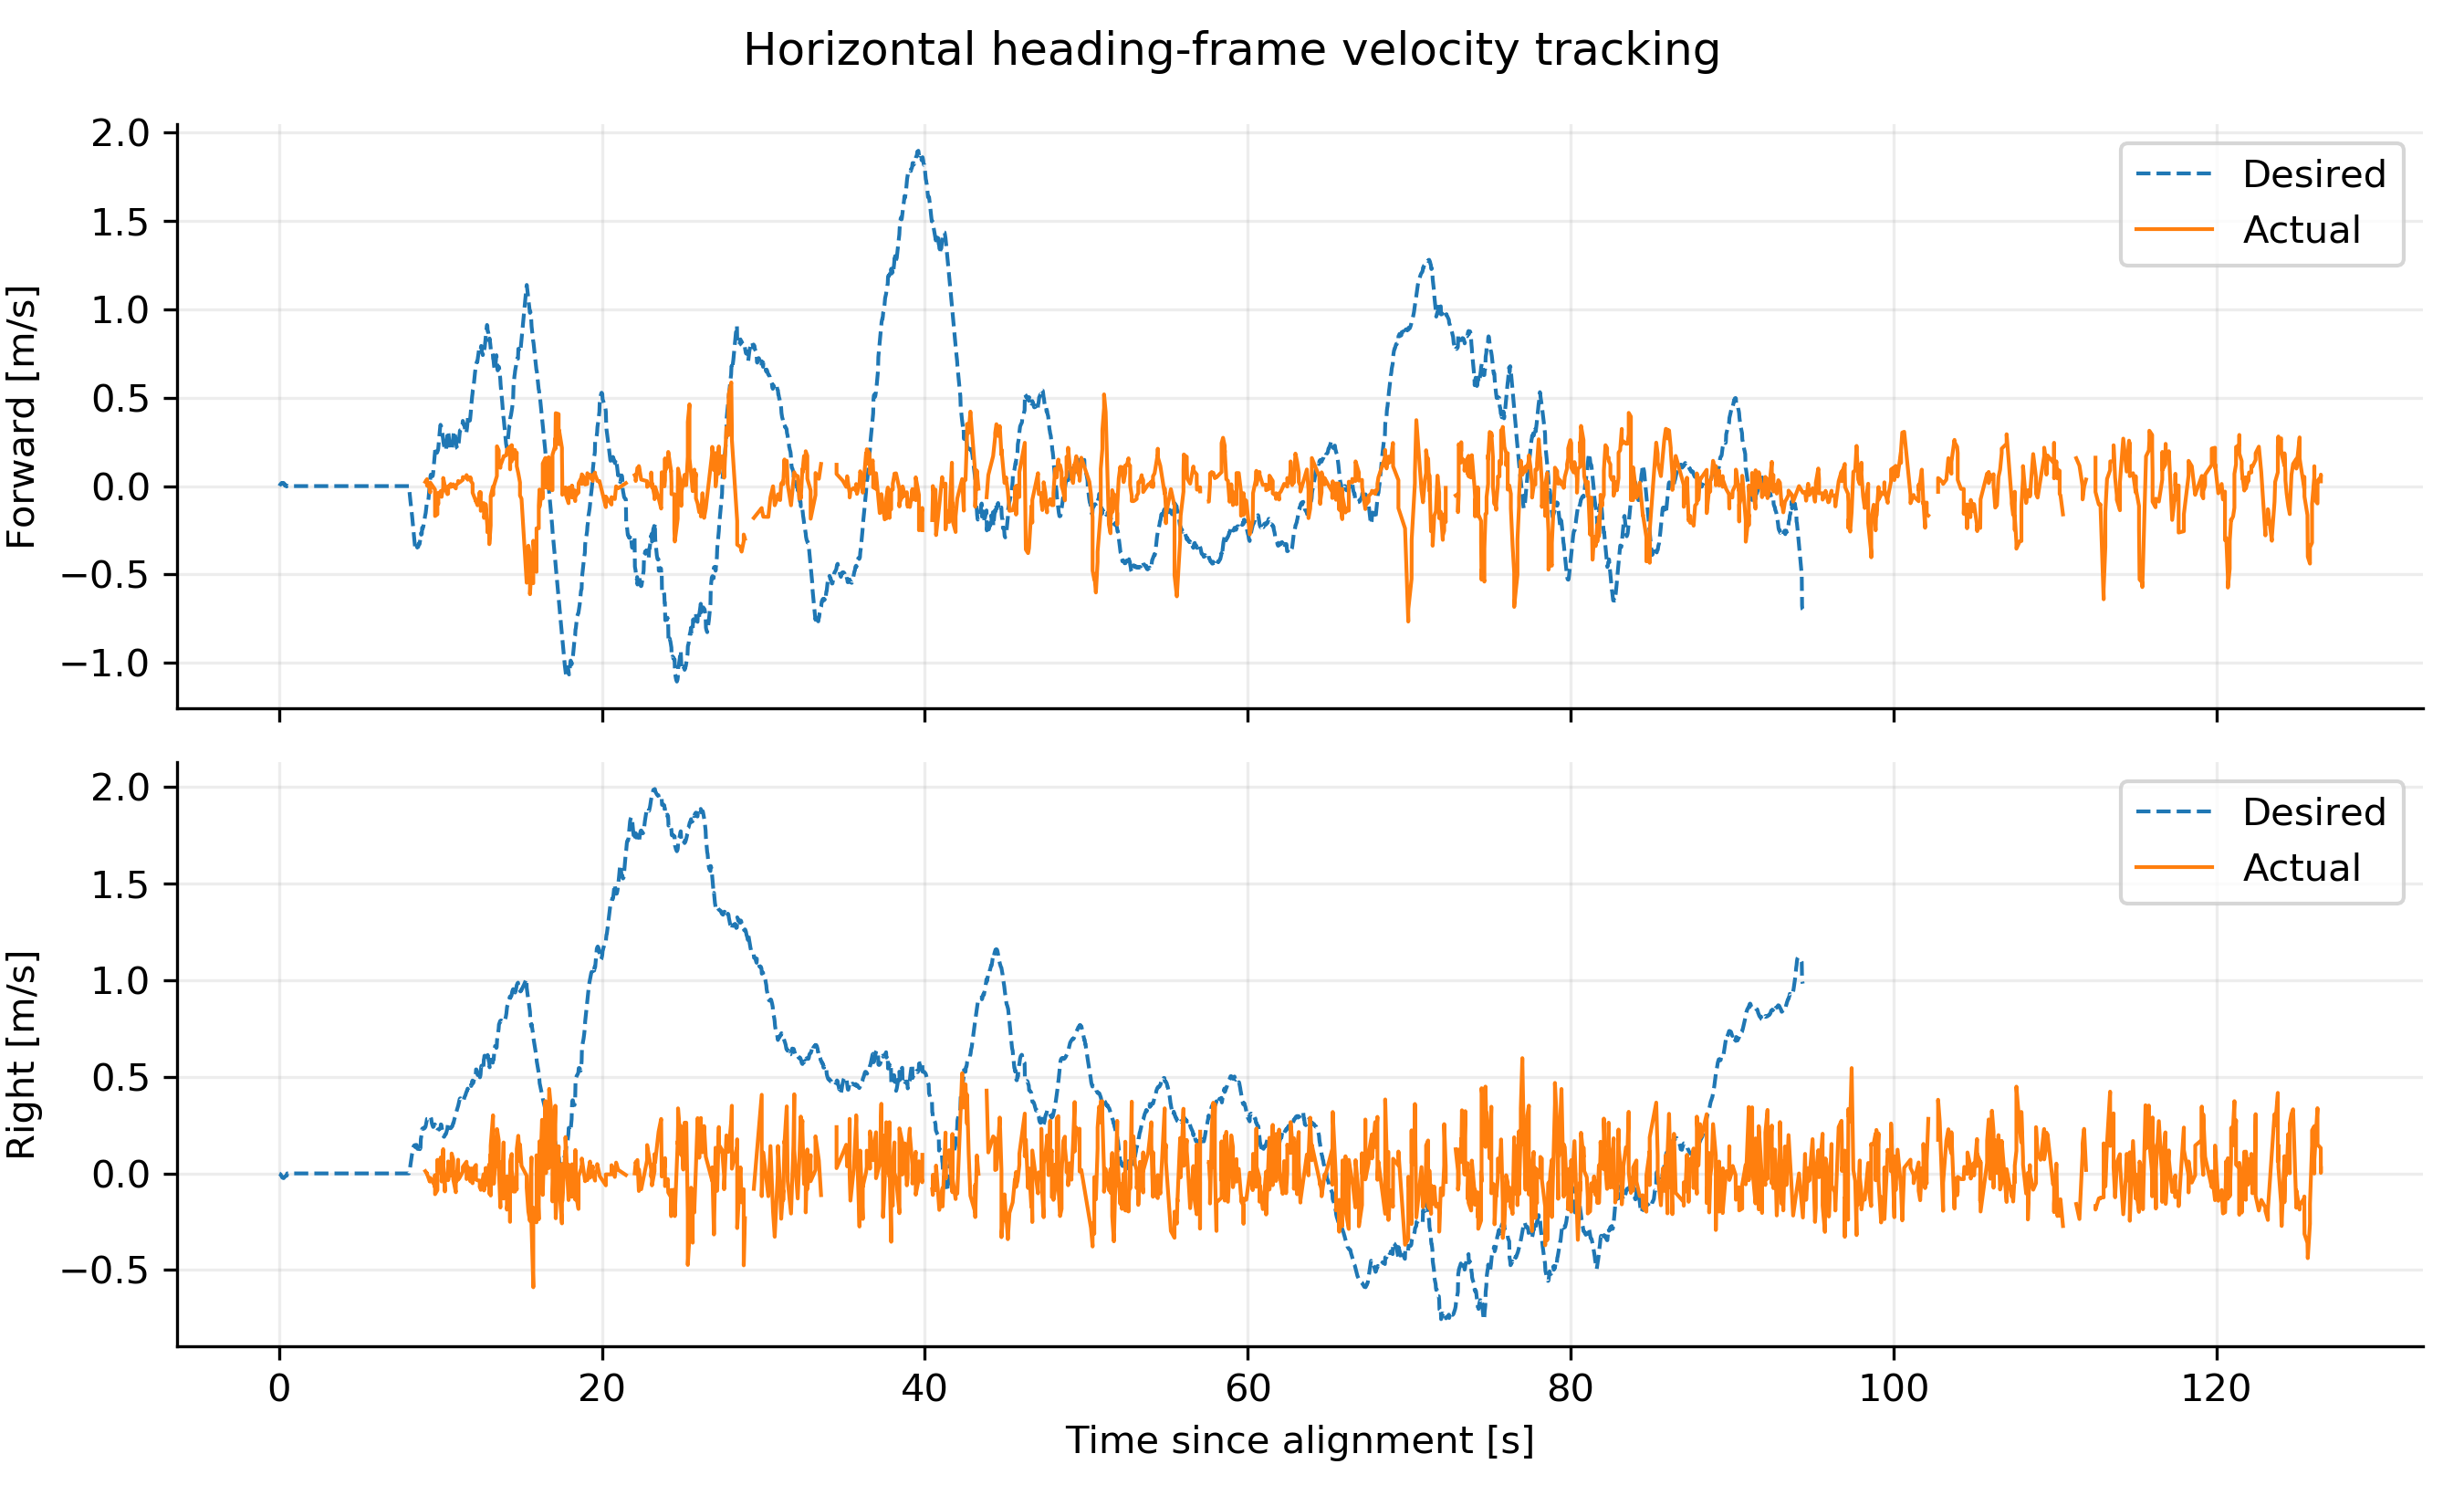 Horizontal heading-frame velocity tracking
2.0
1.5
1.0
0.5
0.0
−0.5
−1.0
Forward [m/s]
Desired
Actual
2.0
1.5
1.0
0.5
0.0
−0.5
Right [m/s]
Desired
Actual
0 20 40 60 80 100 120
Time since alignment [s]